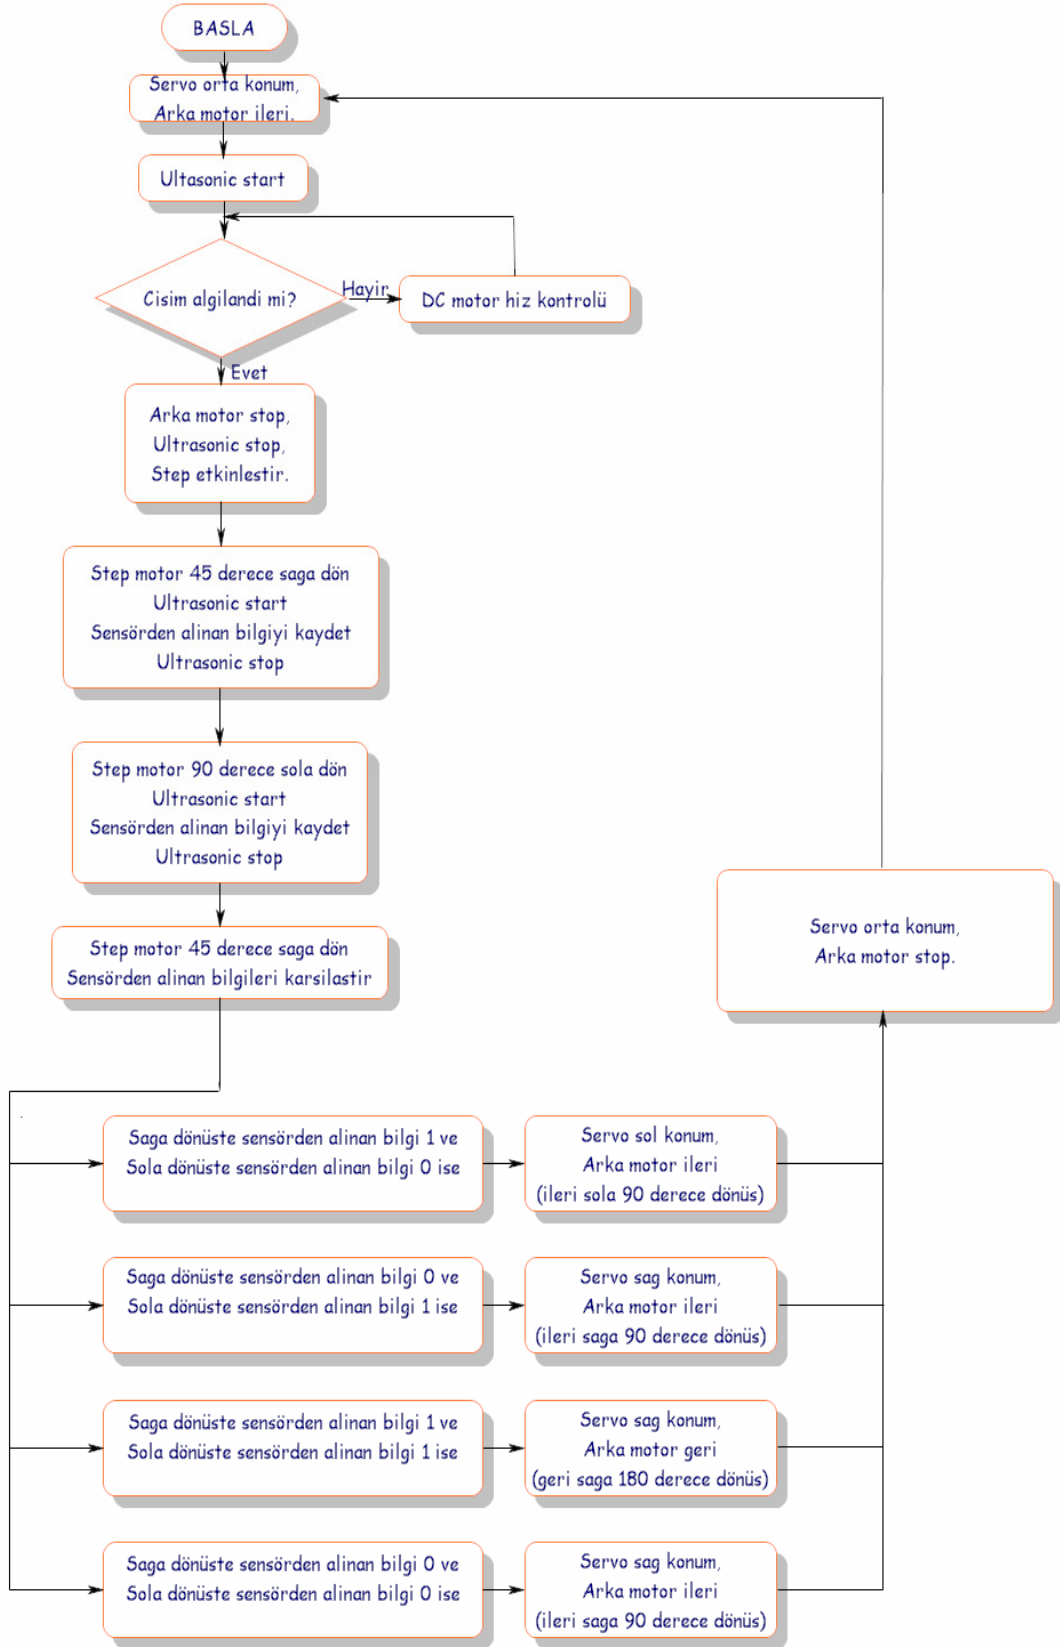 BASLA
Servo orta konum,
Arka motor ileri.
Ultasonic start
Cisim algilandi mi?
Hayir
DC motor hiz kontrolü
Evet
Arka motor stop,
Ultrasonic stop,
Step etkinlestir.
Step motor 45 derece saga dön
Ultrasonic start
Sensörden alinan bilgiyi kaydet
Ultrasonic stop
Step motor 90 derece sola dön
Ultrasonic start
Sensörden alinan bilgiyi kaydet
Ultrasonic stop
Step motor 45 derece saga dön
Sensörden alinan bilgileri karsilastir
Servo orta konum,
Arka motor stop.
Saga dönüste sensörden alinan bilgi 1 ve
Sola dönüste sensörden alinan bilgi 0 ise
Servo sol konum,
Arka motor ileri
(ileri sola 90 derece dönüs)
Saga dönüste sensörden alinan bilgi 0 ve
Sola dönüste sensörden alinan bilgi 1 ise
Servo sag konum,
Arka motor ileri
(ileri saga 90 derece dönüs)
Saga dönüste sensörden alinan bilgi 1 ve
Sola dönüste sensörden alinan bilgi 1 ise
Servo sag konum,
Arka motor geri
(geri saga 180 derece dönüs)
Saga dönüste sensörden alinan bilgi 0 ve
Sola dönüste sensörden alinan bilgi 0 ise
Servo sag konum,
Arka motor ileri
(ileri saga 90 derece dönüs)